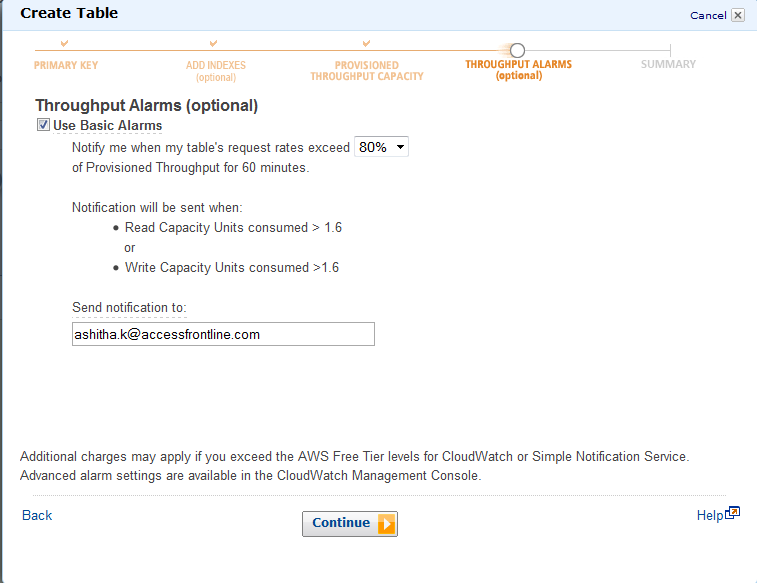 Create Table
Cancel
PRIMARY KEY
ADD INDEXES
(optional)
PROVISIONED
THROUGHPUT CAPACITY
THROUGHPUT ALARMS
(optional)
SUMMARY
Throughput Alarms (optional)
Use Basic Alarms
Notify me when my table's request rates exceed 80%
of Provisioned Throughput for 60 minutes.
Notification will be sent when:
• Read Capacity Units consumed > 1.6
or
• Write Capacity Units consumed >1.6
Send notification to:
ashitha.k@accessfrontline.com
Additional charges may apply if you exceed the AWS Free Tier levels for CloudWatch or Simple Notification Service.
Advanced alarm settings are available in the CloudWatch Management Console.
Back
Continue
Help